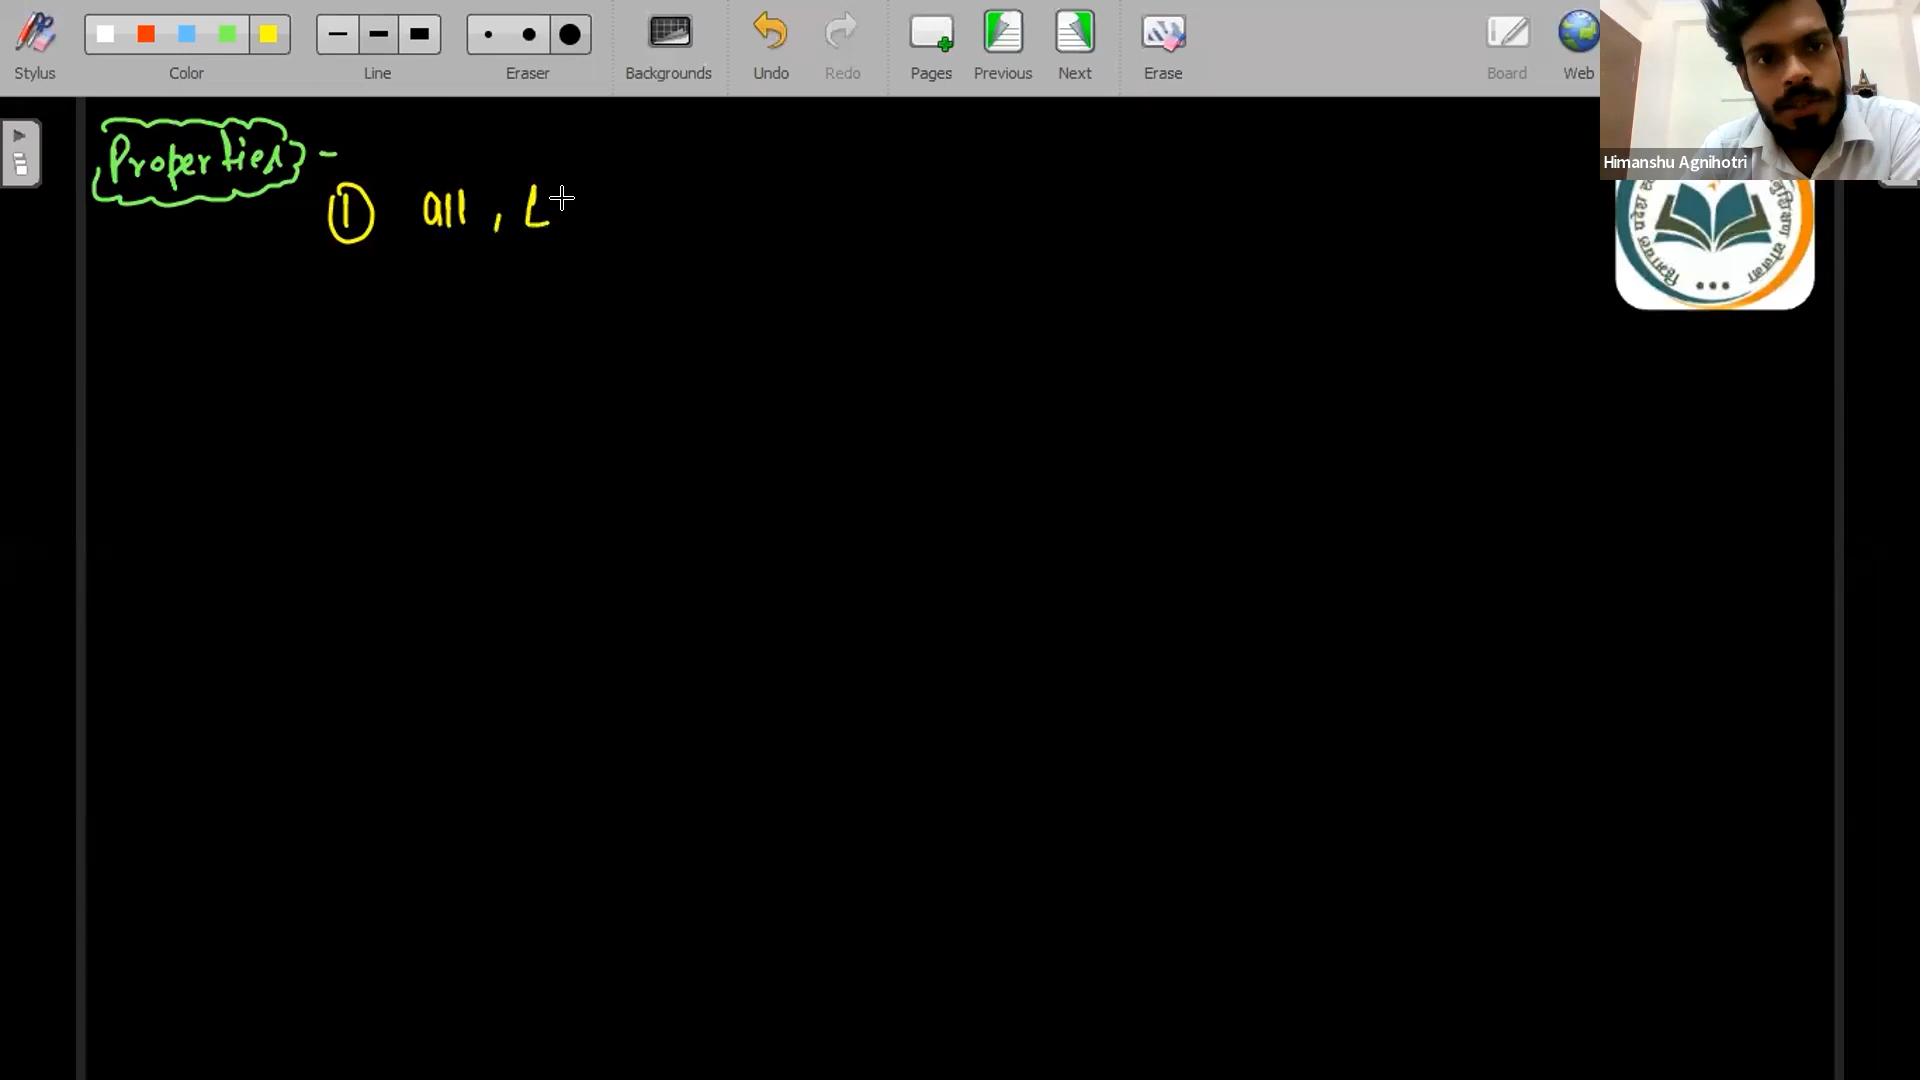 Stylus Color Line Eraser Backgrounds Undo Redo Pages Previous Next Erase Board Web
Himanshu Agnihotri
Properties -
① all , L